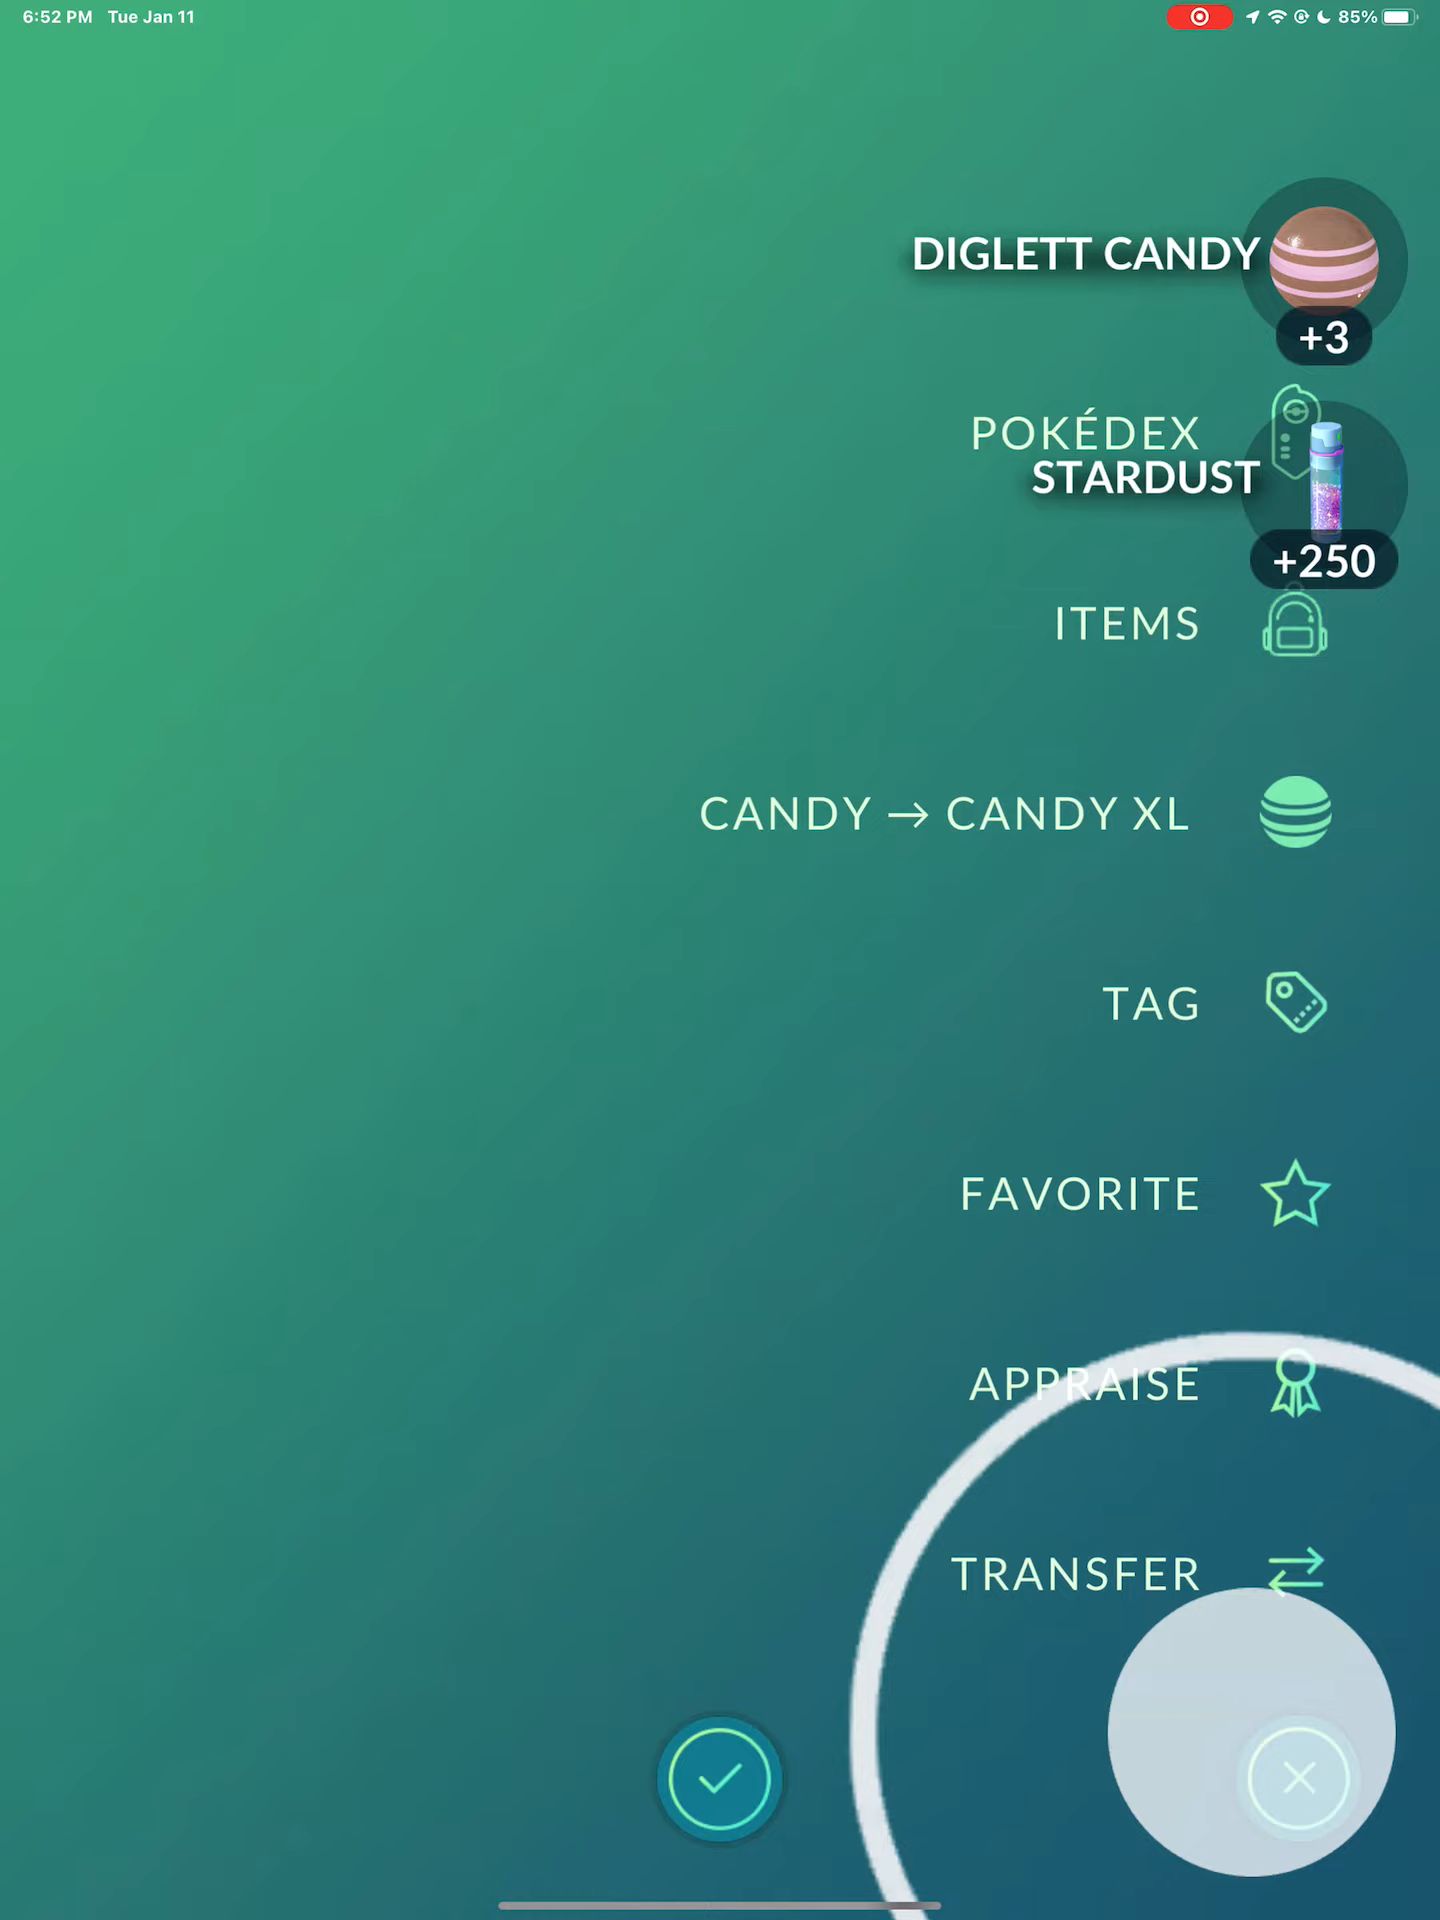 6:52 PM Tue Jan 11
85%
DIGLETT CANDY
+3
POKÉDEX
STARDUST
+250
ITEMS
CANDY → CANDY XL
TAG
FAVORITE
APPRAISE
TRANSFER